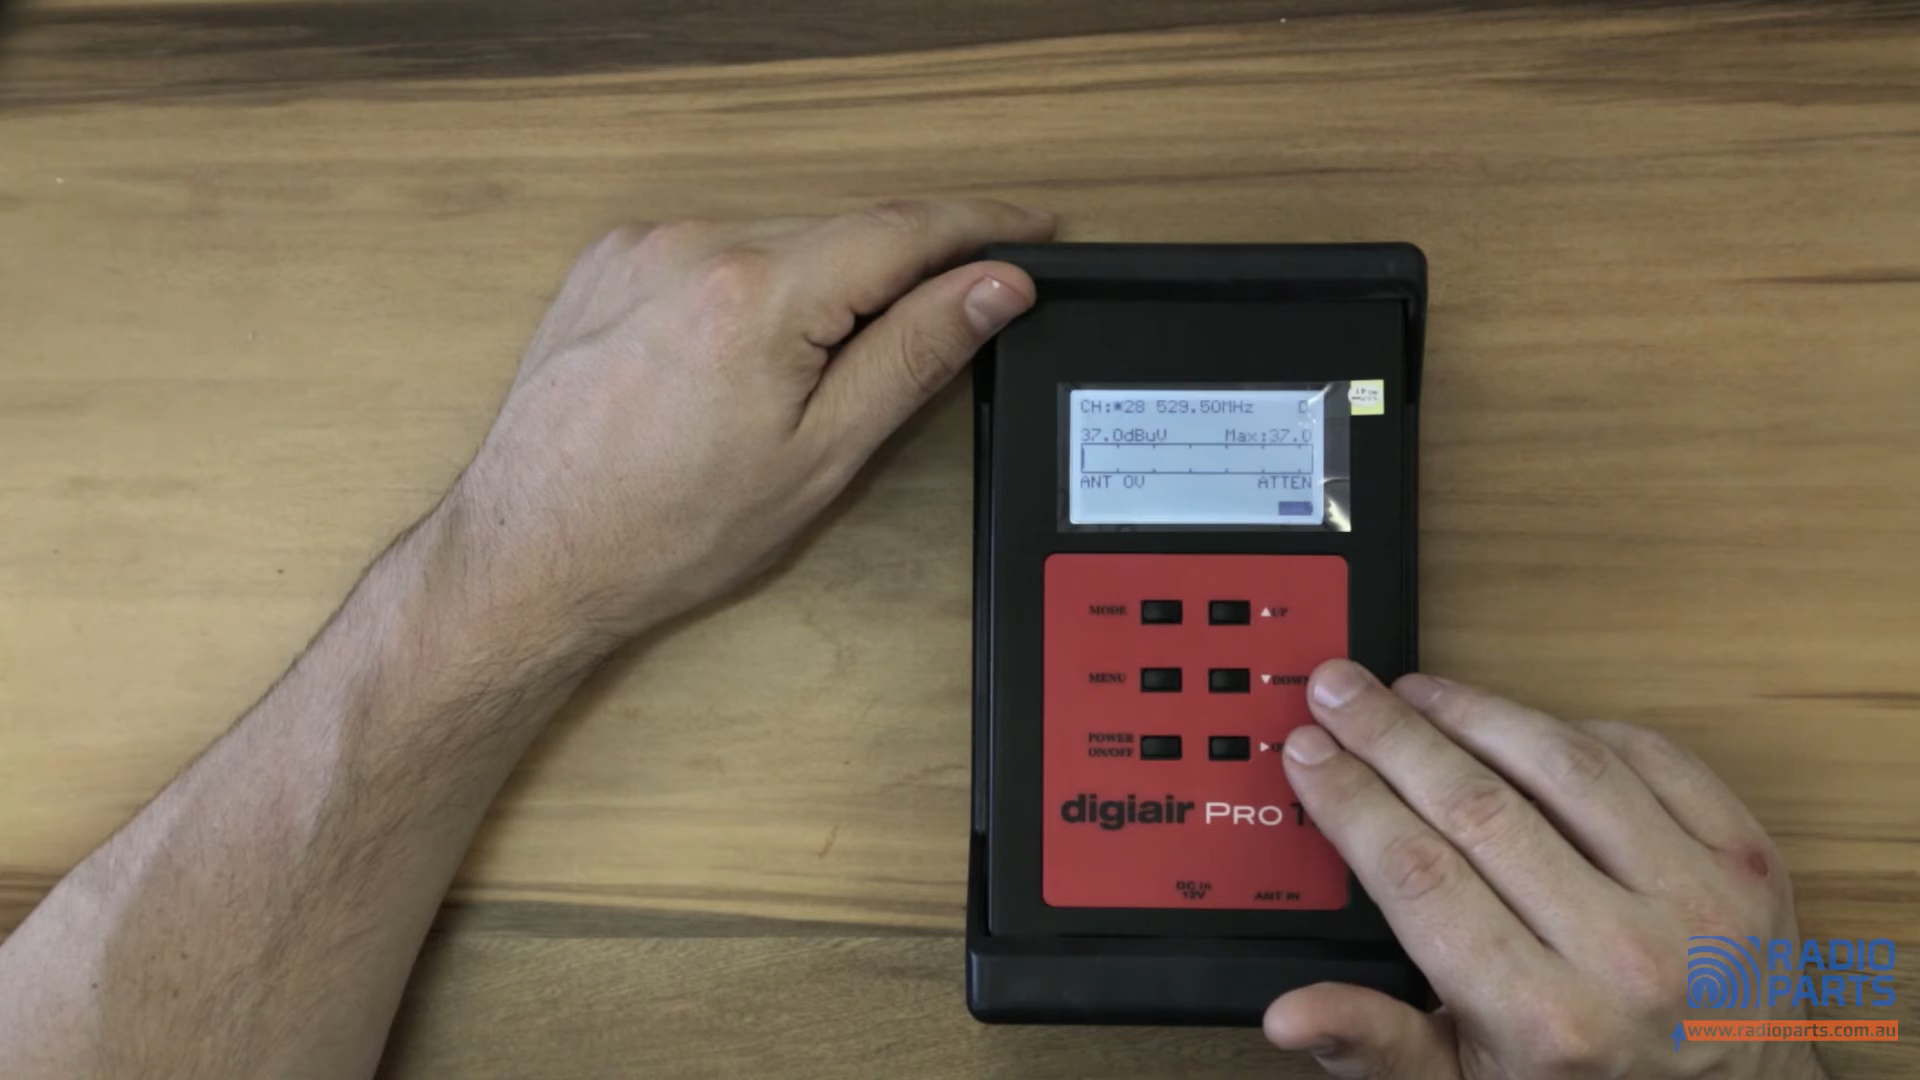 CH:*28 529.50MHz D
37.0dBuV Max:37.0
ANT 0V ATTEN
MODE ▲UP
MENU ▼DOWN
POWER ON/OFF ▶
digiair PRO
DC in 12V
ANT IN
RADIO
PARTS
www.radioparts.com.au